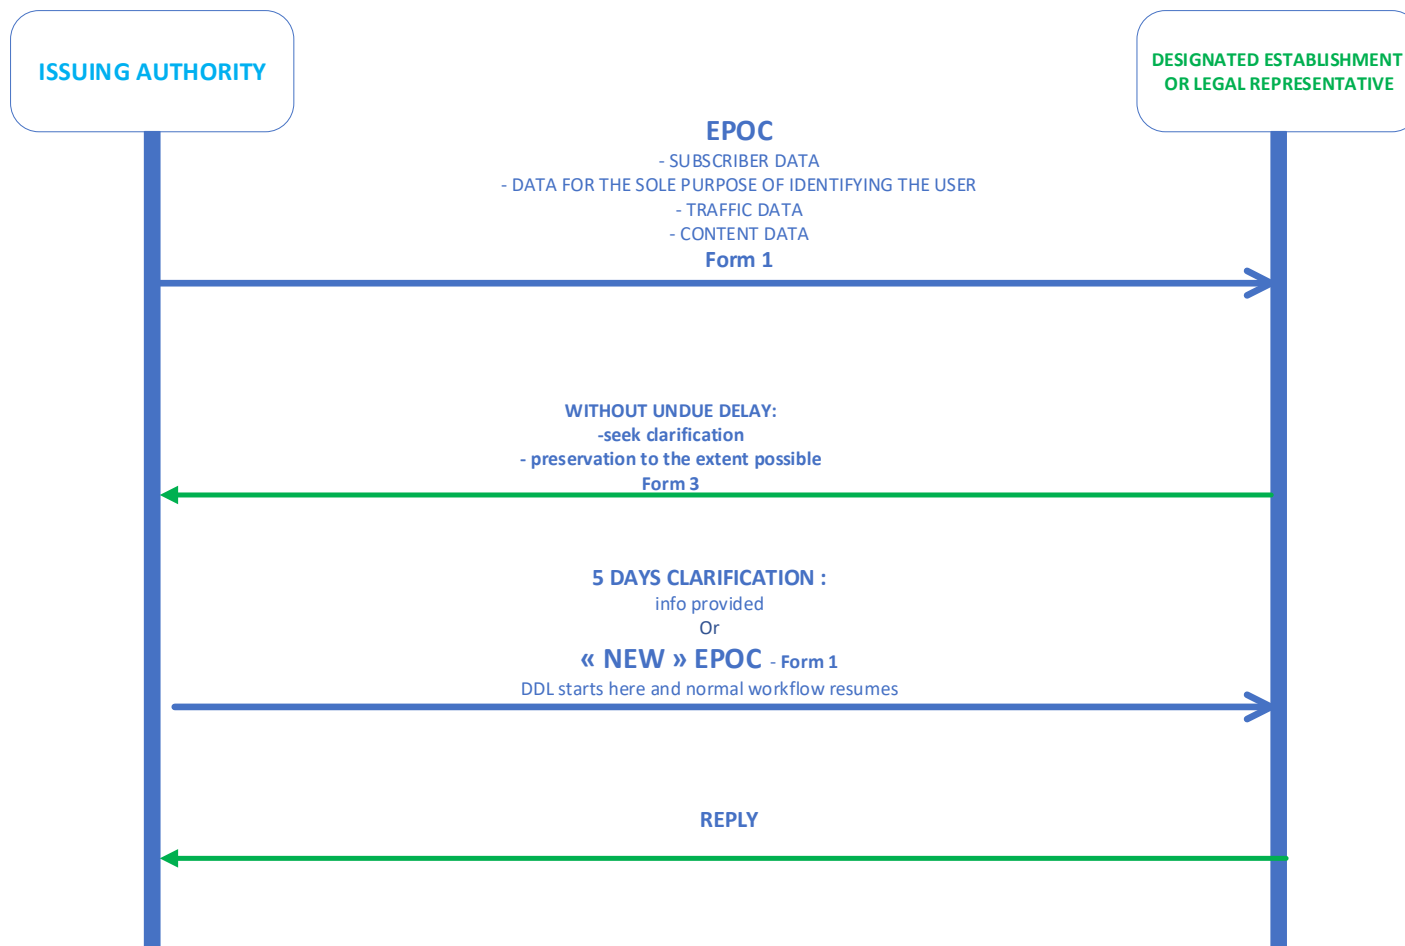 ISSUING AUTHORITY
DESIGNATED ESTABLISHMENT
OR LEGAL REPRESENTATIVE
EPOC
- SUBSCRIBER DATA
- DATA FOR THE SOLE PURPOSE OF IDENTIFYING THE USER
- TRAFFIC DATA
- CONTENT DATA
Form 1
WITHOUT UNDUE DELAY:
-seek clarification
- preservation to the extent possible
Form 3
5 DAYS CLARIFICATION :
info provided
Or
« NEW » EPOC - Form 1
DDL starts here and normal workflow resumes
REPLY